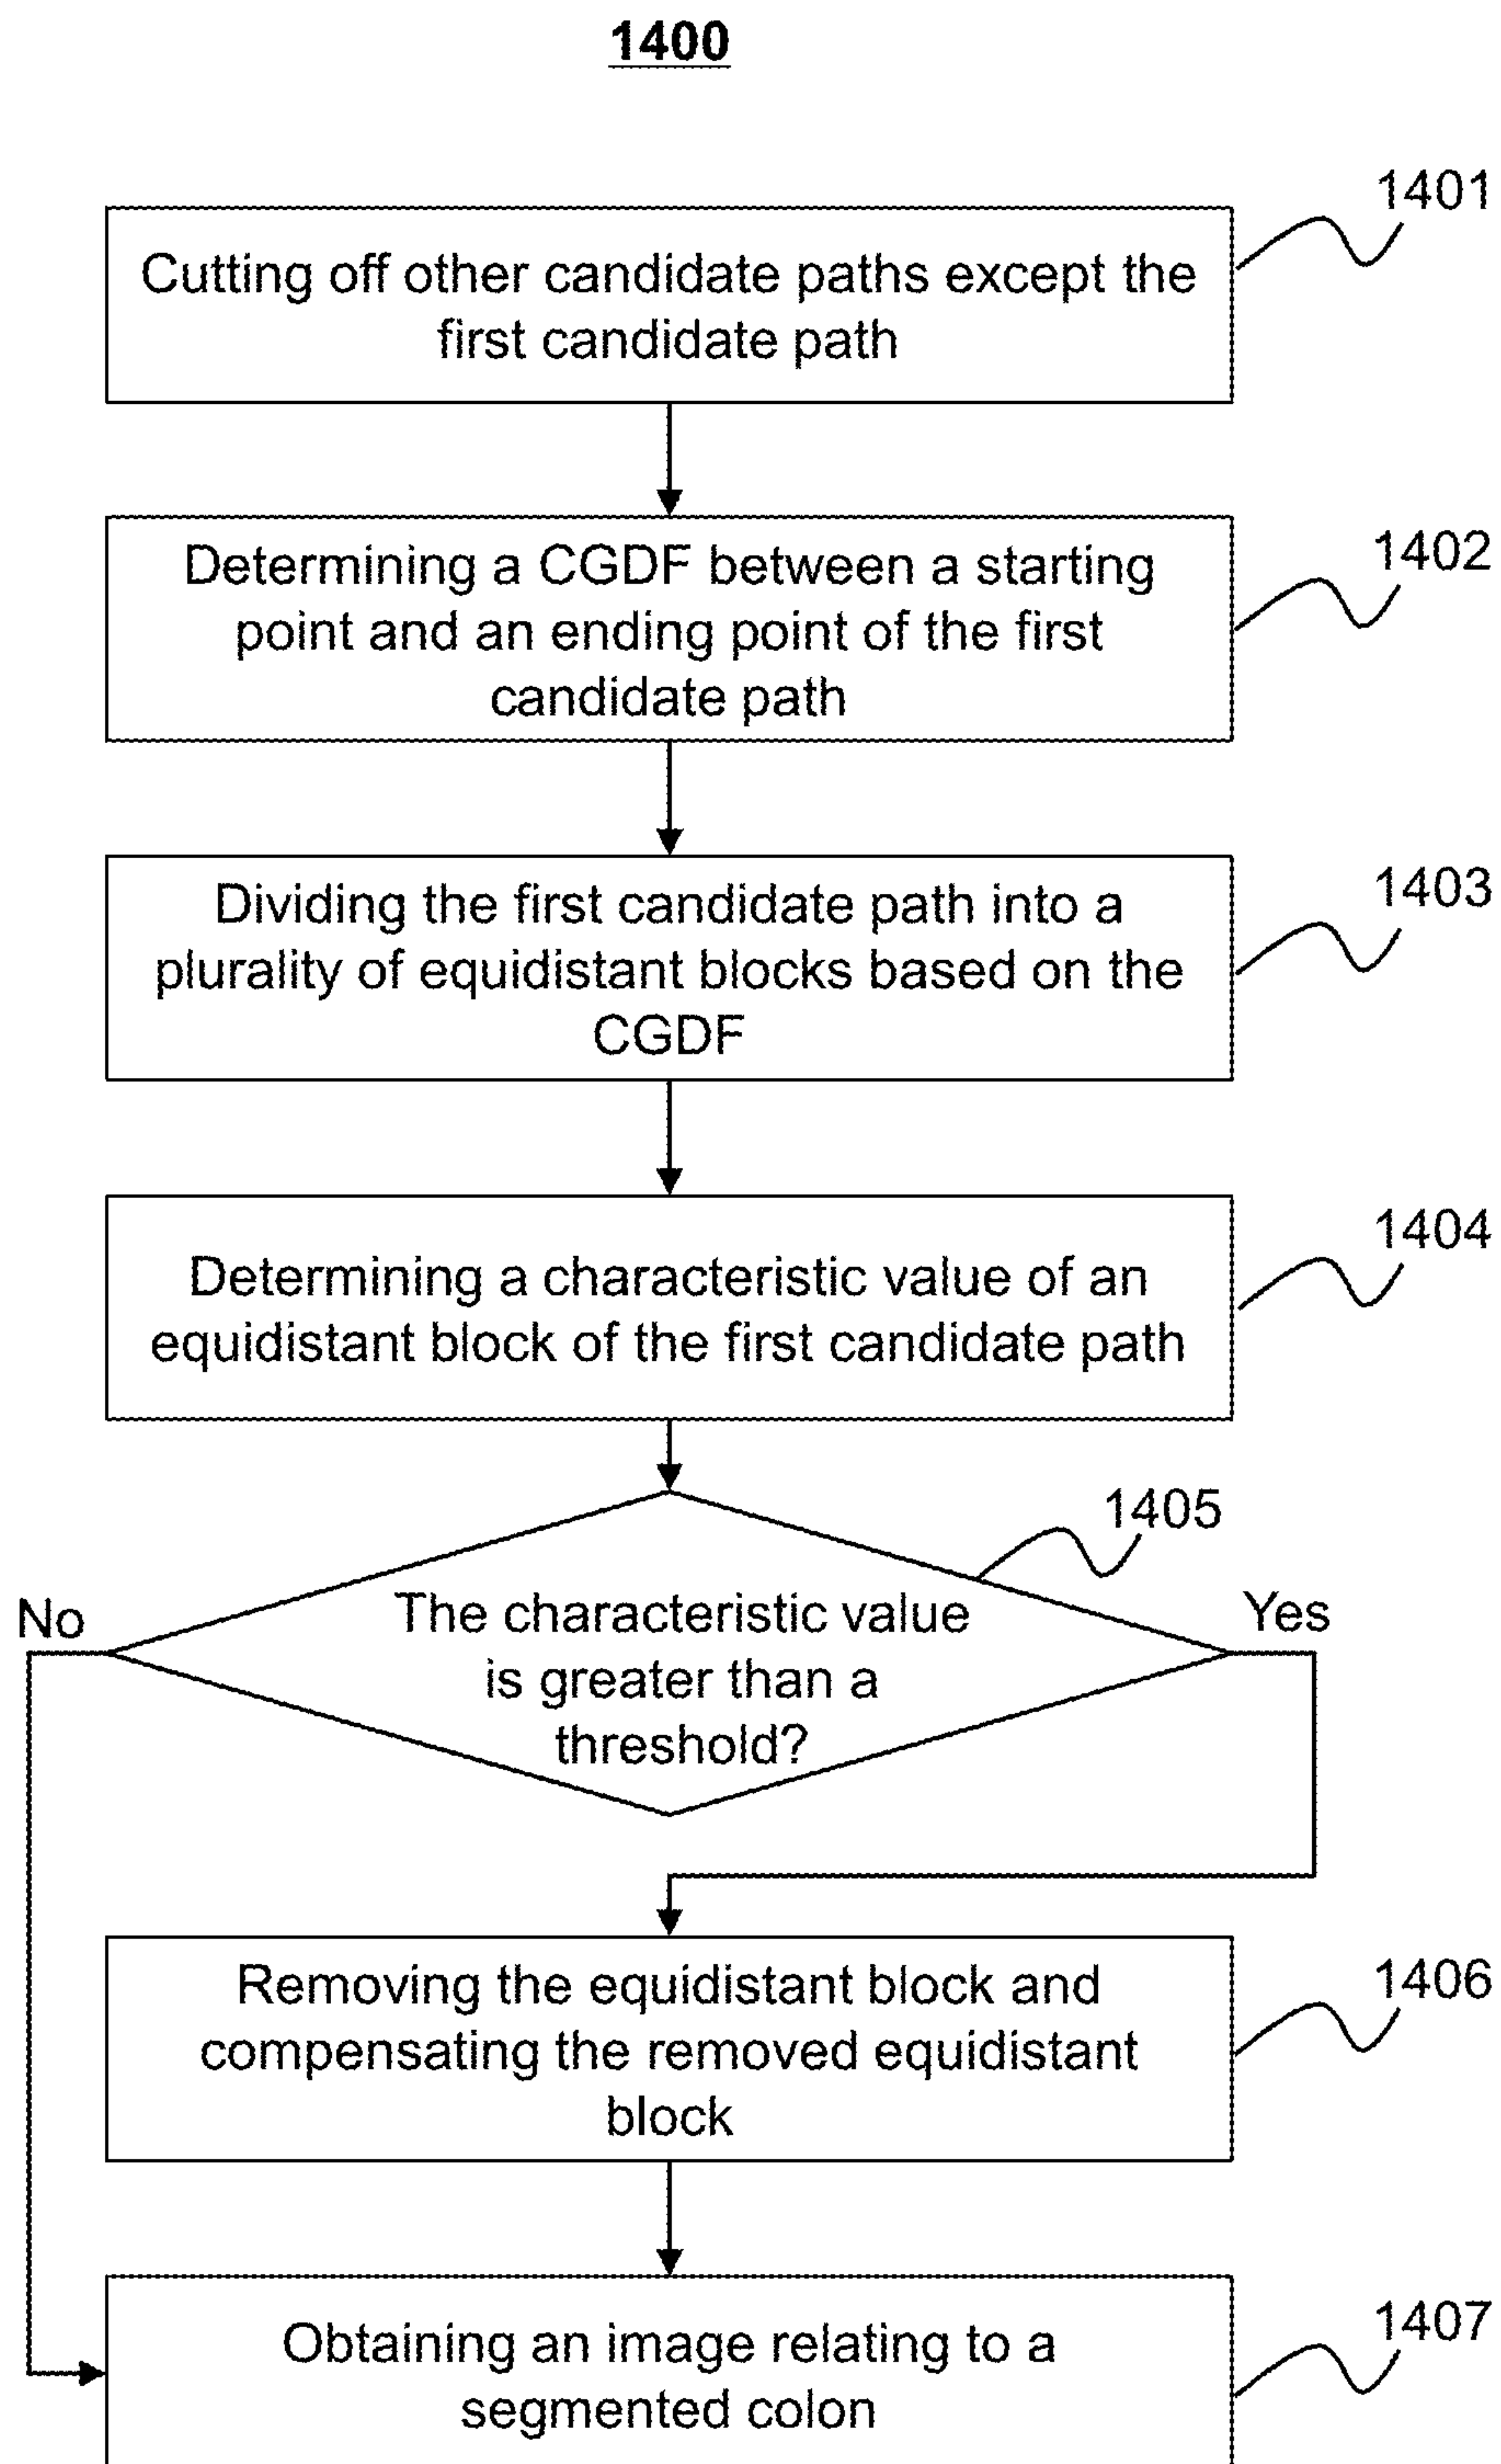 1400
1401
Cutting off other candidate paths except the
first candidate path
1402
Determining a CGDF between a starting
point and an ending point of the first
candidate path
1403
Dividing the first candidate path into a
plurality of equidistant blocks based on the
CGDF
1404
Determining a characteristic value of an
equidistant block of the first candidate path
1405
No
Yes
The characteristic value
is greater than a
threshold?
1406
Removing the equidistant block and
compensating the removed equidistant
block
1407
Obtaining an image relating to a
segmented colon